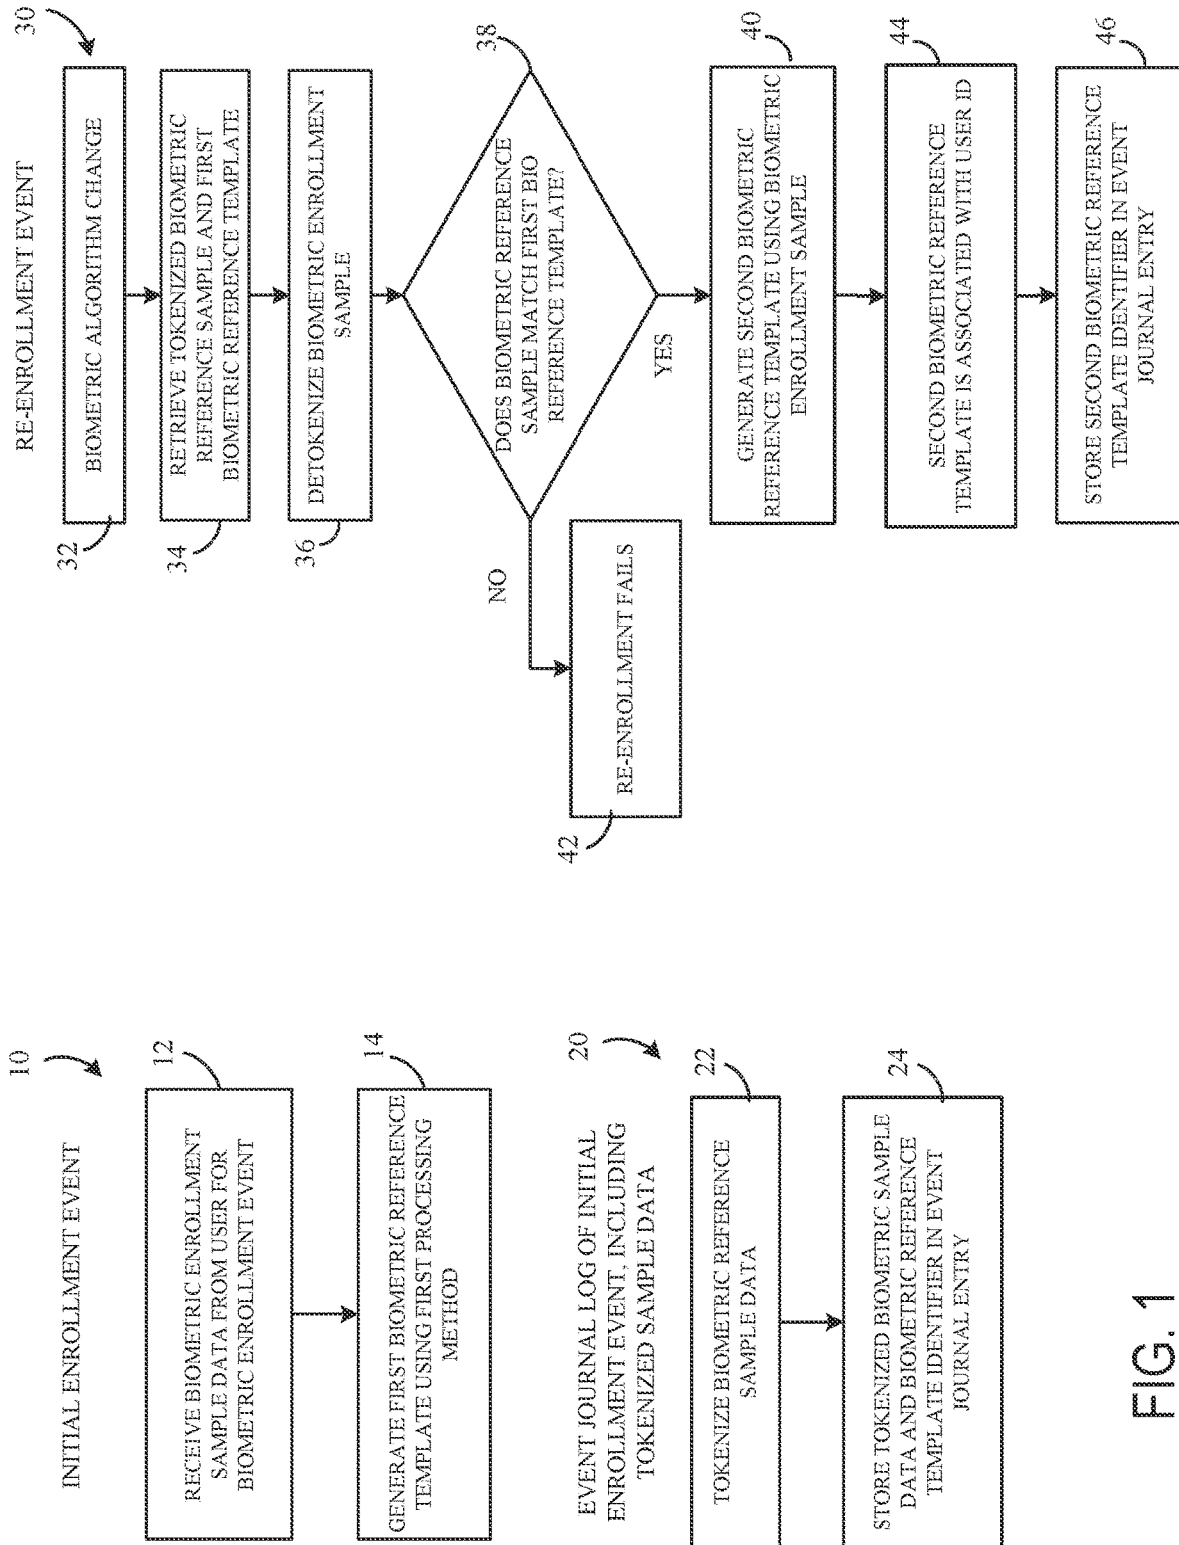 INITIAL ENROLLMENT EVENT
10
12
RECEIVE BIOMETRIC ENROLLMENT
SAMPLE DATA FROM USER FOR
BIOMETRIC ENROLLMENT EVENT
14
GENERATE FIRST BIOMETRIC REFERENCE
TEMPLATE USING FIRST PROCESSING
METHOD
EVENT JOURNAL LOG OF INITIAL
ENROLLMENT EVENT, INCLUDING
TOKENIZED SAMPLE DATA
20
22
TOKENIZE BIOMETRIC REFERENCE
SAMPLE DATA
24
STORE TOKENIZED BIOMETRIC SAMPLE
DATA AND BIOMETRIC REFERENCE
TEMPLATE IDENTIFIER IN EVENT
JOURNAL ENTRY
RE-ENROLLMENT EVENT
30
32
BIOMETRIC ALGORITHM CHANGE
34
RETRIEVE TOKENIZED BIOMETRIC
REFERENCE SAMPLE AND FIRST
BIOMETRIC REFERENCE TEMPLATE
36
DETOKENIZE BIOMETRIC ENROLLMENT
SAMPLE
38
DOES BIOMETRIC REFERENCE
SAMPLE MATCH FIRST BIO
REFERENCE TEMPLATE?
NO
YES
42
RE-ENROLLMENT FAILS
40
GENERATE SECOND BIOMETRIC
REFERENCE TEMPLATE USING BIOMETRIC
ENROLLMENT SAMPLE
44
SECOND BIOMETRIC REFERENCE
TEMPLATE IS ASSOCIATED WITH USER ID
46
STORE SECOND BIOMETRIC REFERENCE
TEMPLATE IDENTIFIER IN EVENT
JOURNAL ENTRY
FIG. 1